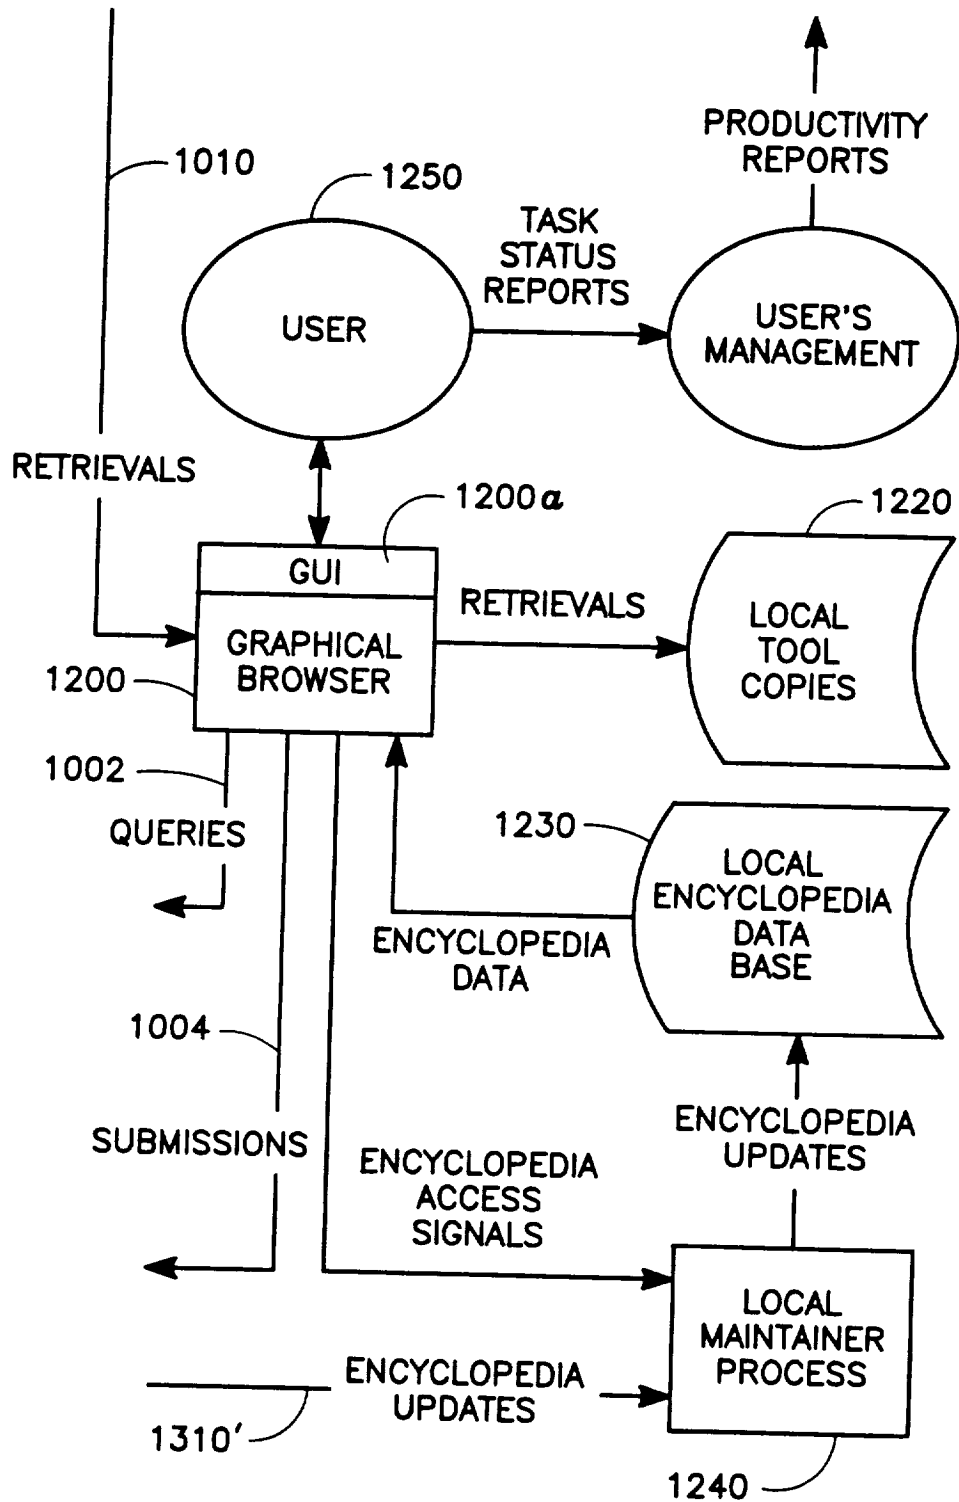 PRODUCTIVITY
REPORTS
1010
1250
TASK
STATUS
REPORTS
USER
USER'S
MANAGEMENT
RETRIEVALS
1200a
1220
GUI
RETRIEVALS
LOCAL
TOOL
COPIES
GRAPHICAL
BROWSER
1200
1002
QUERIES
1230
LOCAL
ENCYCLOPEDIA
DATA
BASE
ENCYCLOPEDIA
DATA
1004
SUBMISSIONS
ENCYCLOPEDIA
UPDATES
ENCYCLOPEDIA
ACCESS
SIGNALS
LOCAL
MAINTAINER
PROCESS
ENCYCLOPEDIA
UPDATES
1310'
1240